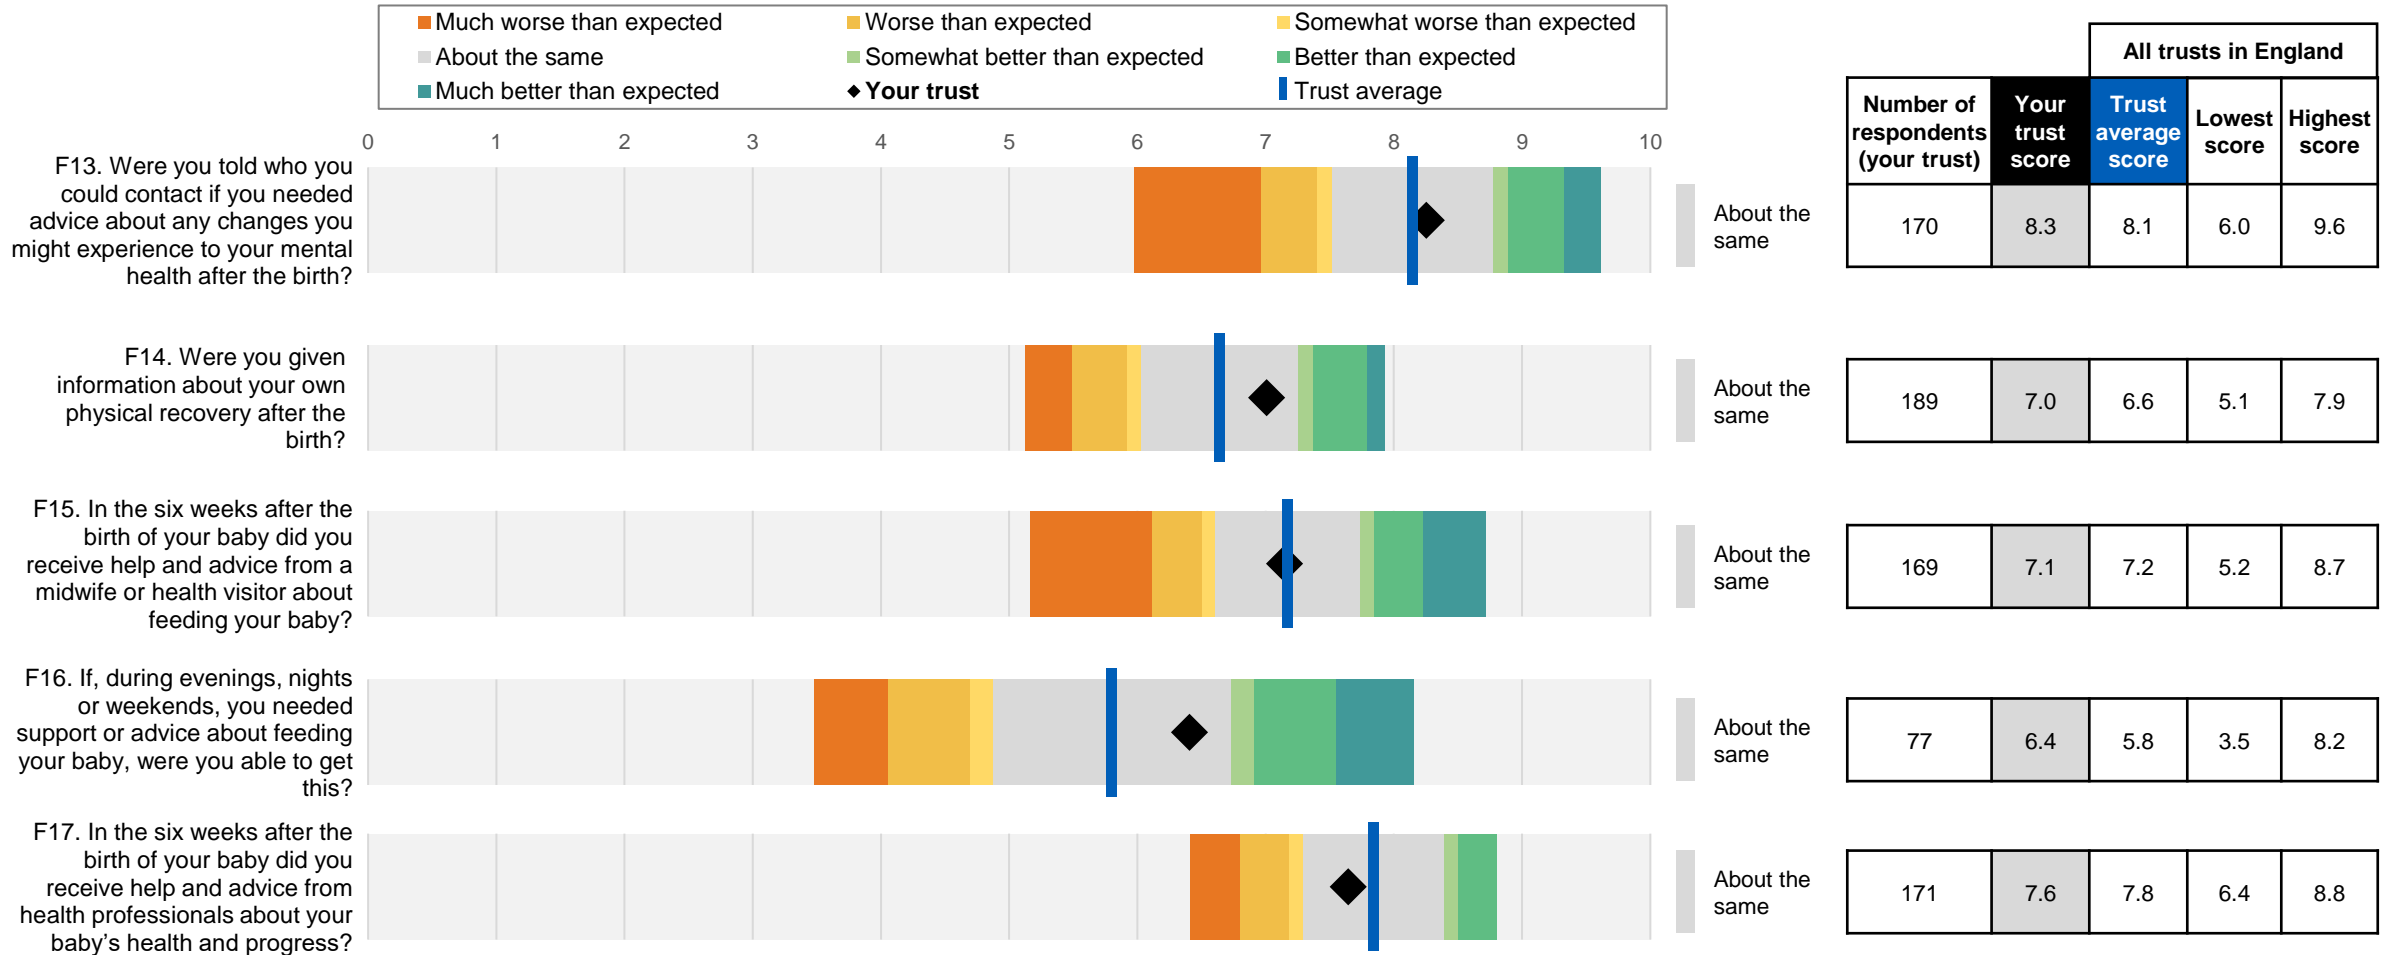 Much worse than expected
Worse than expected
Somewhat worse than expected
About the same
Somewhat better than expected
Better than expected
Much better than expected
Your trust
Trust average
All trusts in England
Number of
respondents
(your trust)
Your
trust
score
Trust
average
score
Lowest
score
Highest
score
0 1 2 3 4 5 6 7 8 9 10
F13. Were you told who you
could contact if you needed
advice about any changes you
might experience to your mental
health after the birth?
About the
same
170 8.3 8.1 6.0 9.6
F14. Were you given
information about your own
physical recovery after the
birth?
About the
same
189 7.0 6.6 5.1 7.9
F15. In the six weeks after the
birth of your baby did you
receive help and advice from a
midwife or health visitor about
feeding your baby?
About the
same
169 7.1 7.2 5.2 8.7
F16. If, during evenings, nights
or weekends, you needed
support or advice about feeding
your baby, were you able to get
this?
About the
same
77 6.4 5.8 3.5 8.2
F17. In the six weeks after the
birth of your baby did you
receive help and advice from
health professionals about your
baby’s health and progress?
About the
same
171 7.6 7.8 6.4 8.8